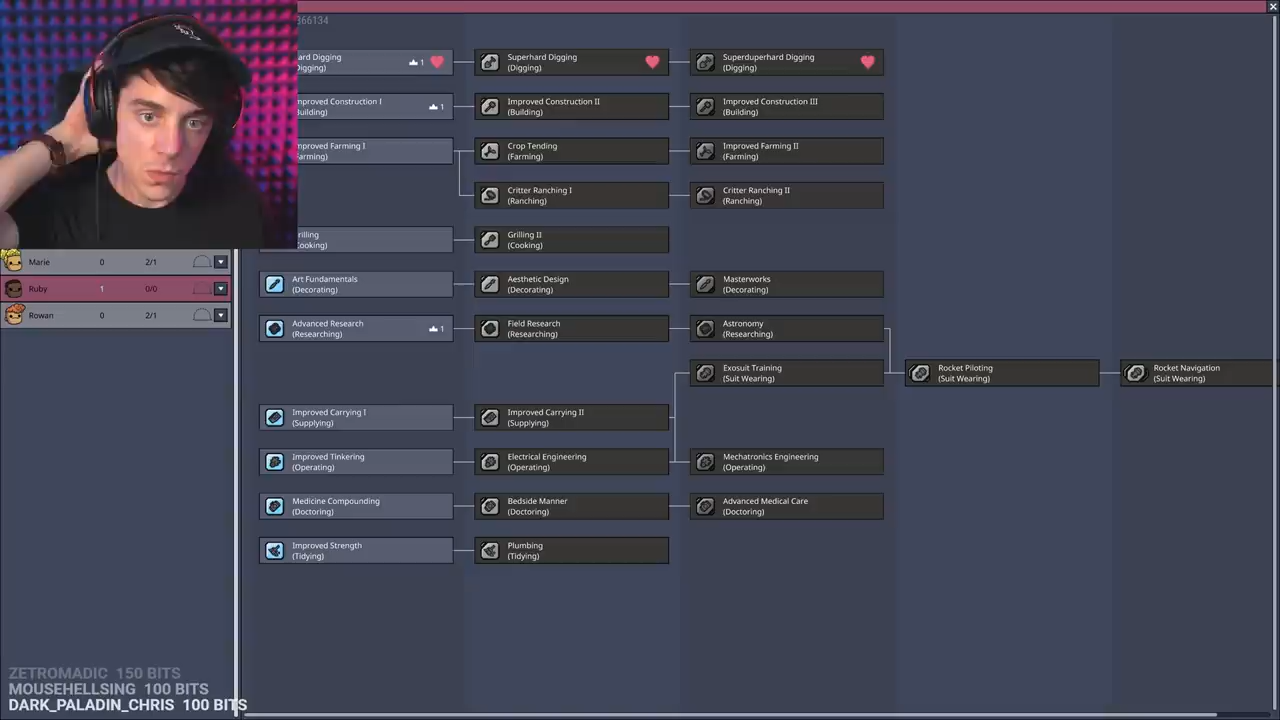 366134
ard Digging
Digging)
1
Superhard Digging
(Digging)
Superduperhard Digging
(Digging)
mproved Construction I
Building)
1
Improved Construction II
(Building)
Improved Construction III
(Building)
mproved Farming I
Farming)
Crop Tending
(Farming)
Improved Farming II
(Farming)
Critter Ranching I
(Ranching)
Critter Ranching II
(Ranching)
rilling
Cooking)
Grilling II
(Cooking)
Art Fundamentals
(Decorating)
Aesthetic Design
(Decorating)
Masterworks
(Decorating)
Advanced Research
(Researching)
1
Field Research
(Researching)
Astronomy
(Researching)
Exosuit Training
(Suit Wearing)
Rocket Piloting
(Suit Wearing)
Rocket Navigation
(Suit Wearing)
Improved Carrying I
(Supplying)
Improved Carrying II
(Supplying)
Improved Tinkering
(Operating)
Electrical Engineering
(Operating)
Mechatronics Engineering
(Operating)
Medicine Compounding
(Doctoring)
Bedside Manner
(Doctoring)
Advanced Medical Care
(Doctoring)
Improved Strength
(Tidying)
Plumbing
(Tidying)
Marie 0 2/1
Ruby 1 0/0
Rowan 0 2/1
ZETROMADIC 150 BITS
MOUSEHELLSING 100 BITS
DARK_PALADIN_CHRIS 100 BITS